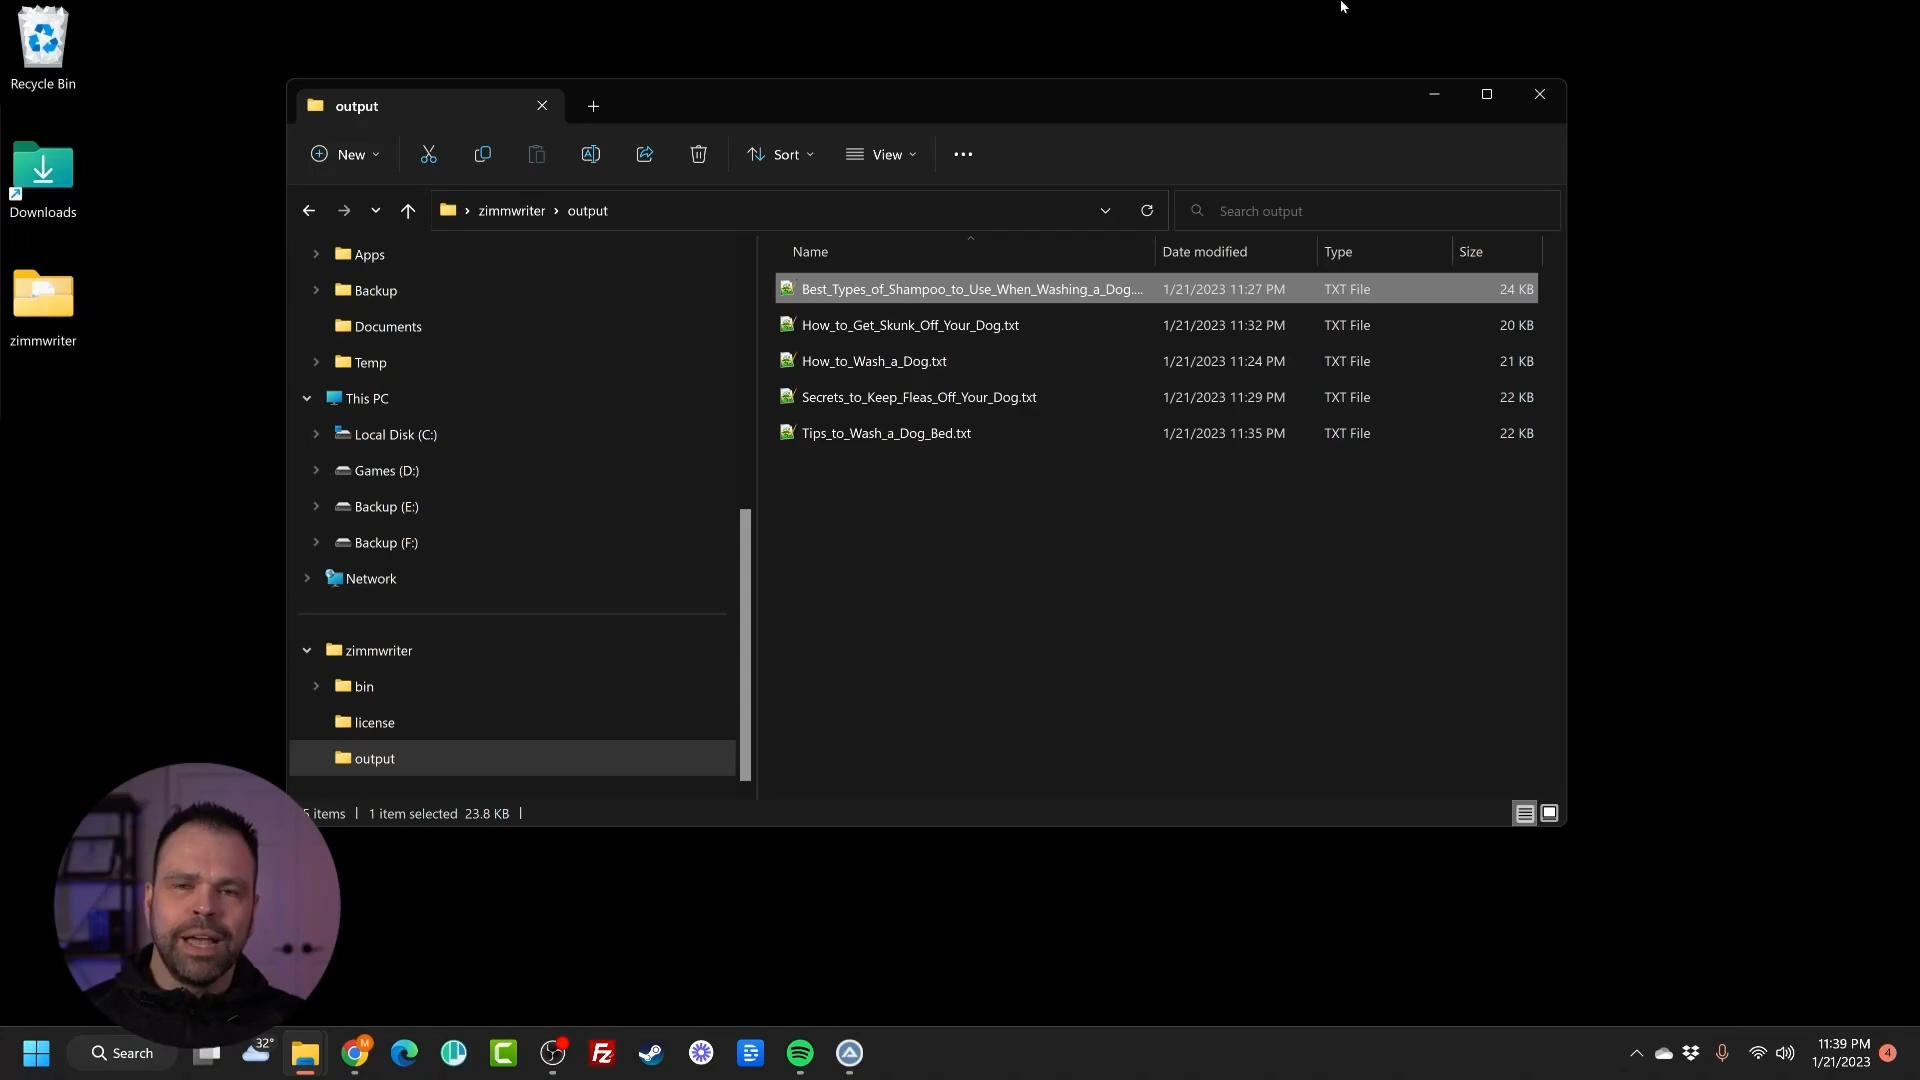 Recycle Bin
Downloads
zimmwriter
output
New
Sort
View
zimmwriter
output
Search output
Apps
Backup
Documents
Temp
This PC
Local Disk (C:)
Games (D:)
Backup (E:)
Backup (F:)
Network
zimmwriter
bin
license
output
Name Date modified Type Size
Best_Types_of_Shampoo_to_Use_When_Washing_a_Dog.... 1/21/2023 11:27 PM TXT File 24 KB
How_to_Get_Skunk_Off_Your_Dog.txt 1/21/2023 11:32 PM TXT File 20 KB
How_to_Wash_a_Dog.txt 1/21/2023 11:24 PM TXT File 21 KB
Secrets_to_Keep_Fleas_Off_Your_Dog.txt 1/21/2023 11:29 PM TXT File 22 KB
Tips_to_Wash_a_Dog_Bed.txt 1/21/2023 11:35 PM TXT File 22 KB
5 items 1 item selected 23.8 KB
Search
32°
M
Fz
11:39 PM
1/21/2023
4